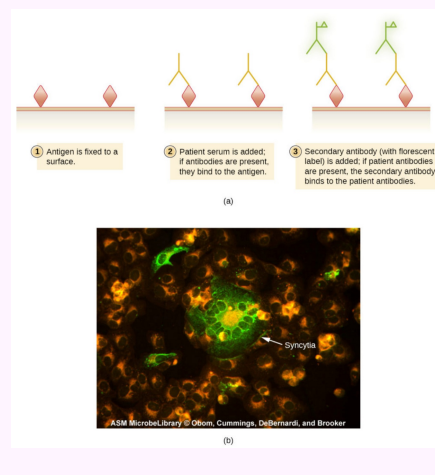 1 Antigen is fixed to a
surface.
2 Patient serum is added;
if antibodies are present,
they bind to the antigen.
3 Secondary antibody (with florescent
label) is added; if patient antibodies
are present, the secondary antibody
binds to the patient antibodies.
(a)
Syncytia
ASM MicrobeLibrary © Obom, Cummings, DeBernardi, and Brooker
(b)